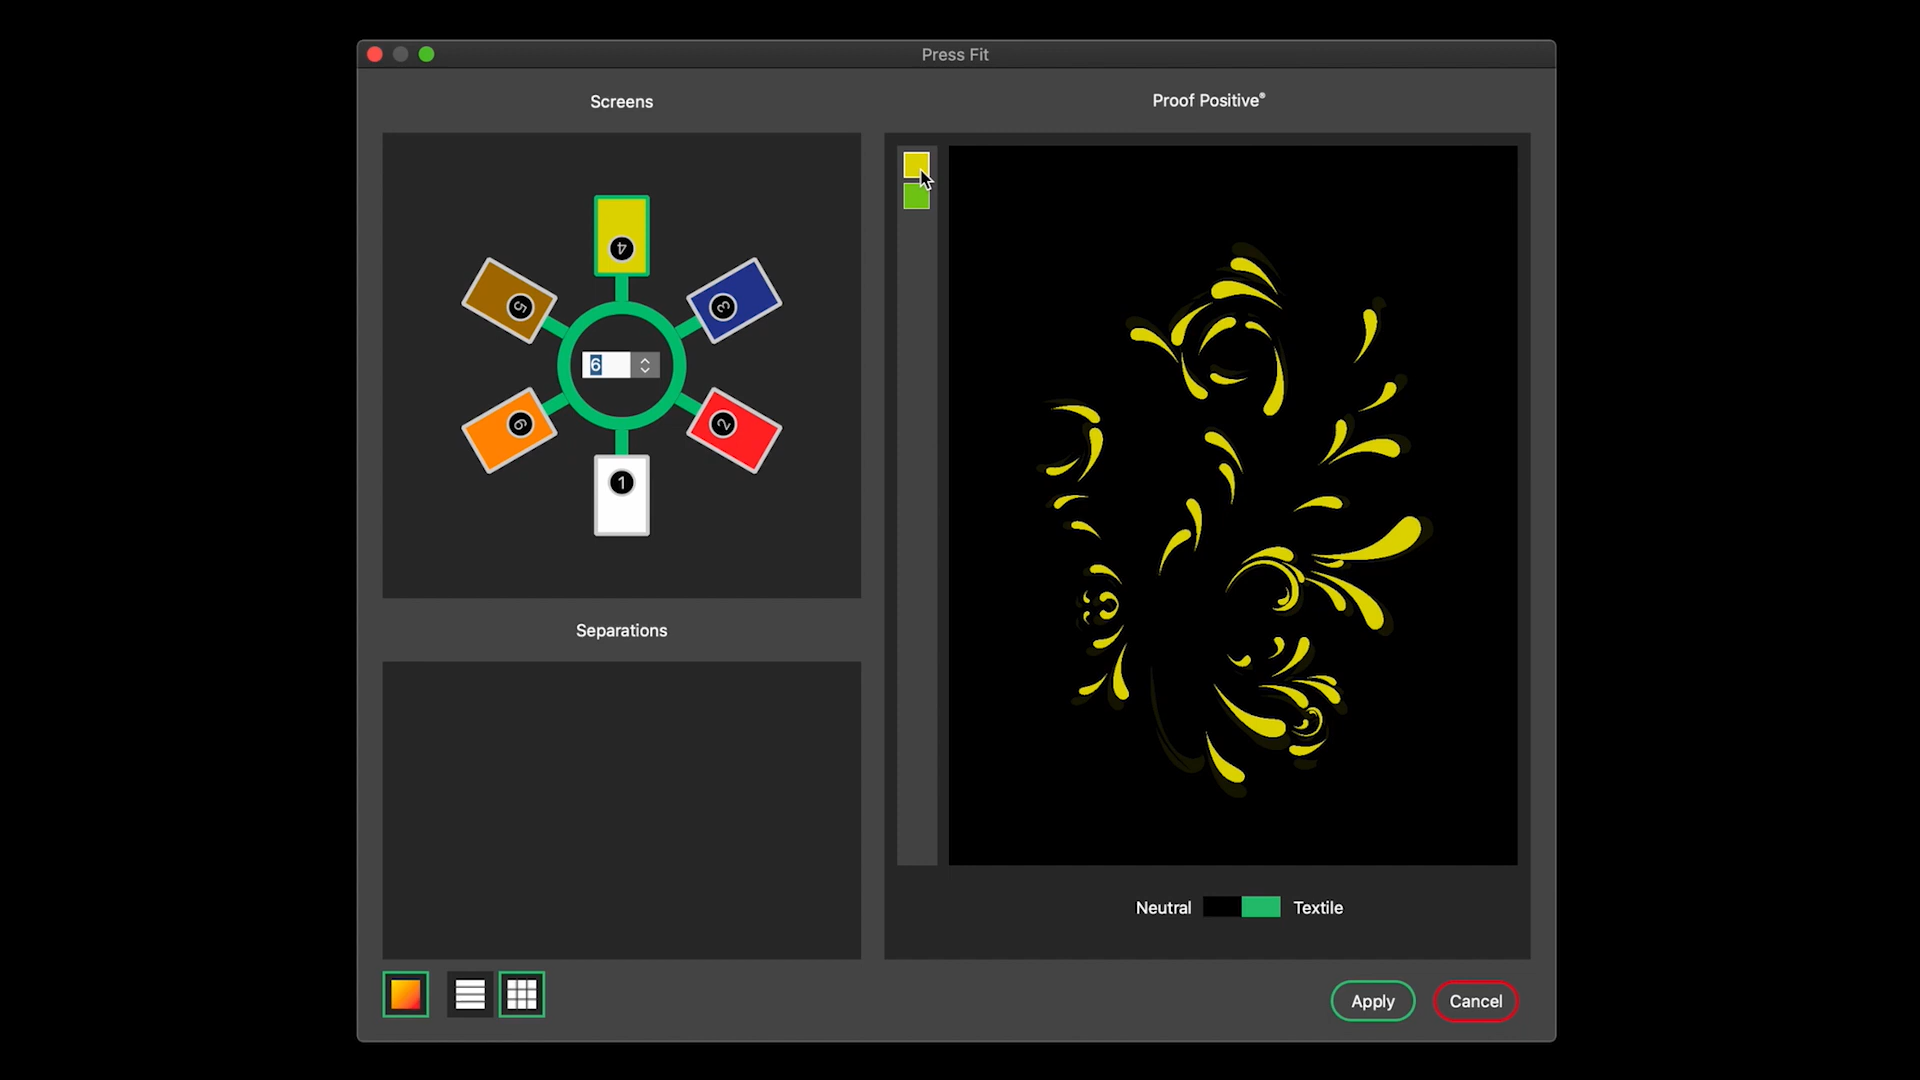 Press Fit
Screens
Proof Positive®
4
5
3
6
6
2
1
Separations
Neutral
Textile
Apply
Cancel